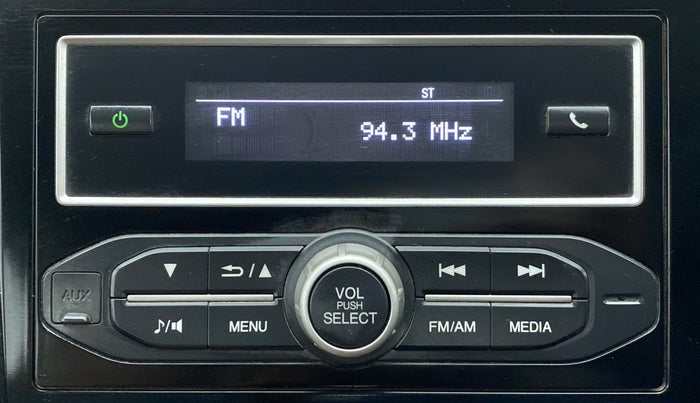 ST
FM
94.3 MHz
AUX
VOL
PUSH
SELECT
MENU
FM/AM
MEDIA